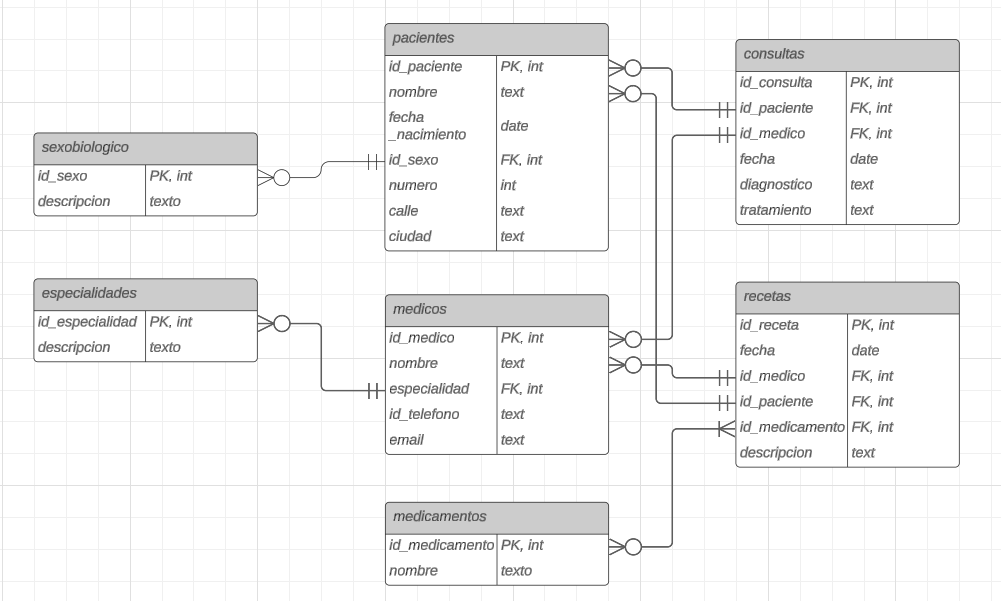 pacientes
id_paciente PK, int
nombre text
fecha
_nacimiento date
id_sexo FK, int
numero int
calle text
ciudad text
consultas
id_consulta PK, int
id_paciente FK, int
id_medico FK, int
fecha date
diagnostico text
tratamiento text
sexobiologico
id_sexo PK, int
descripcion texto
especialidades
id_especialidad PK, int
descripcion texto
medicos
id_medico PK, int
nombre text
especialidad FK, int
id_telefono text
email text
recetas
id_receta PK, int
fecha date
id_medico FK, int
id_paciente FK, int
id_medicamento FK, int
descripcion text
medicamentos
id_medicamento PK, int
nombre texto